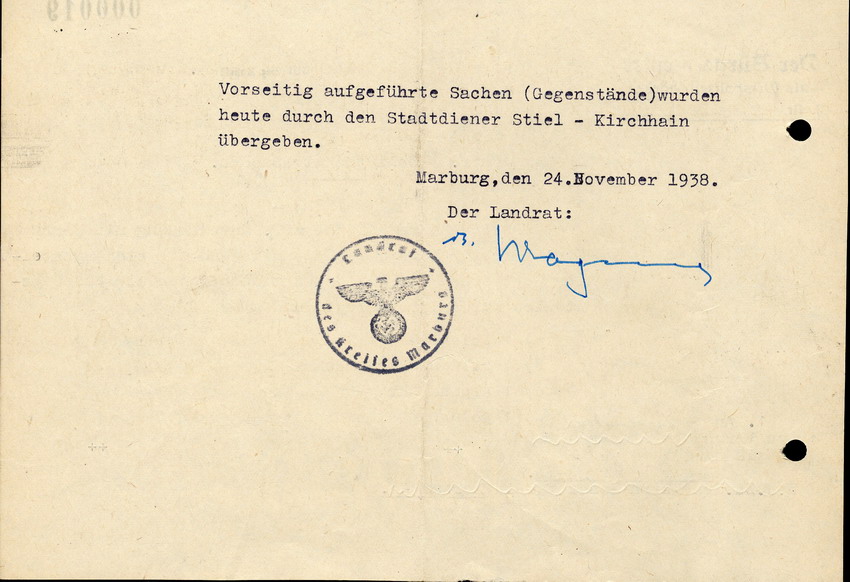 Vorseitig aufgeführte Sachen (Gegenstände)wurden
heute durch den Stadtdiener Stiel - Kirchhain
übergeben.
Marburg,den 24.November 1938.
Der Landrat:
Landrat
des Kreises Marburg
000019